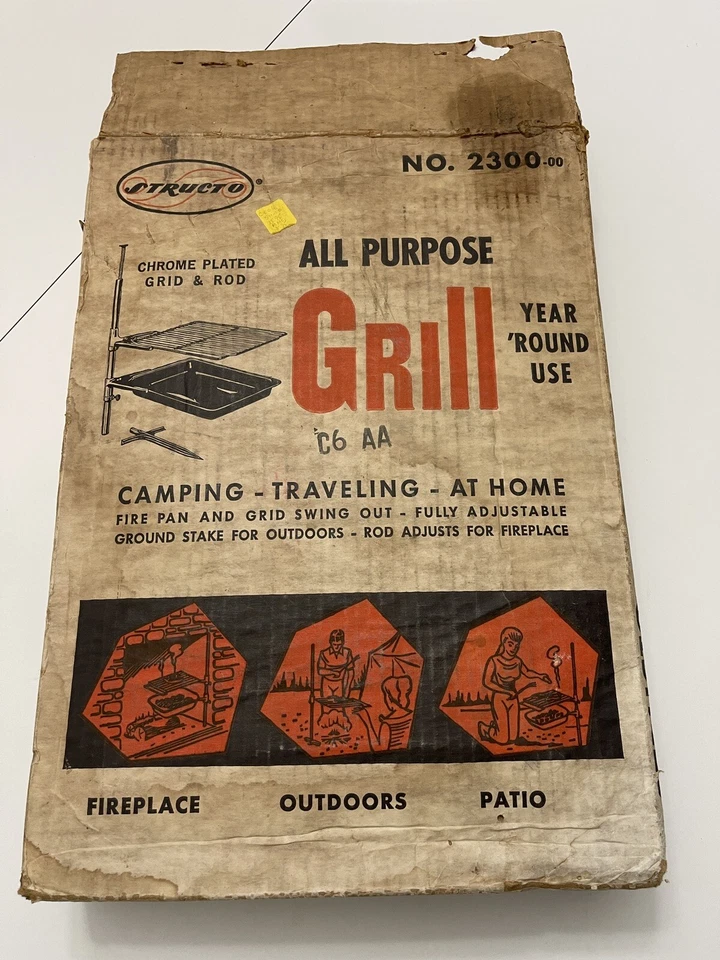 NO. 2300-00
STRUCTO®
ALL PURPOSE
CHROME PLATED
GRID & ROD
GRILL
YEAR
'ROUND
USE
C6 AA
CAMPING - TRAVELING - AT HOME
FIRE PAN AND GRID SWING OUT - FULLY ADJUSTABLE
GROUND STAKE FOR OUTDOORS - ROD ADJUSTS FOR FIREPLACE
FIREPLACE OUTDOORS PATIO